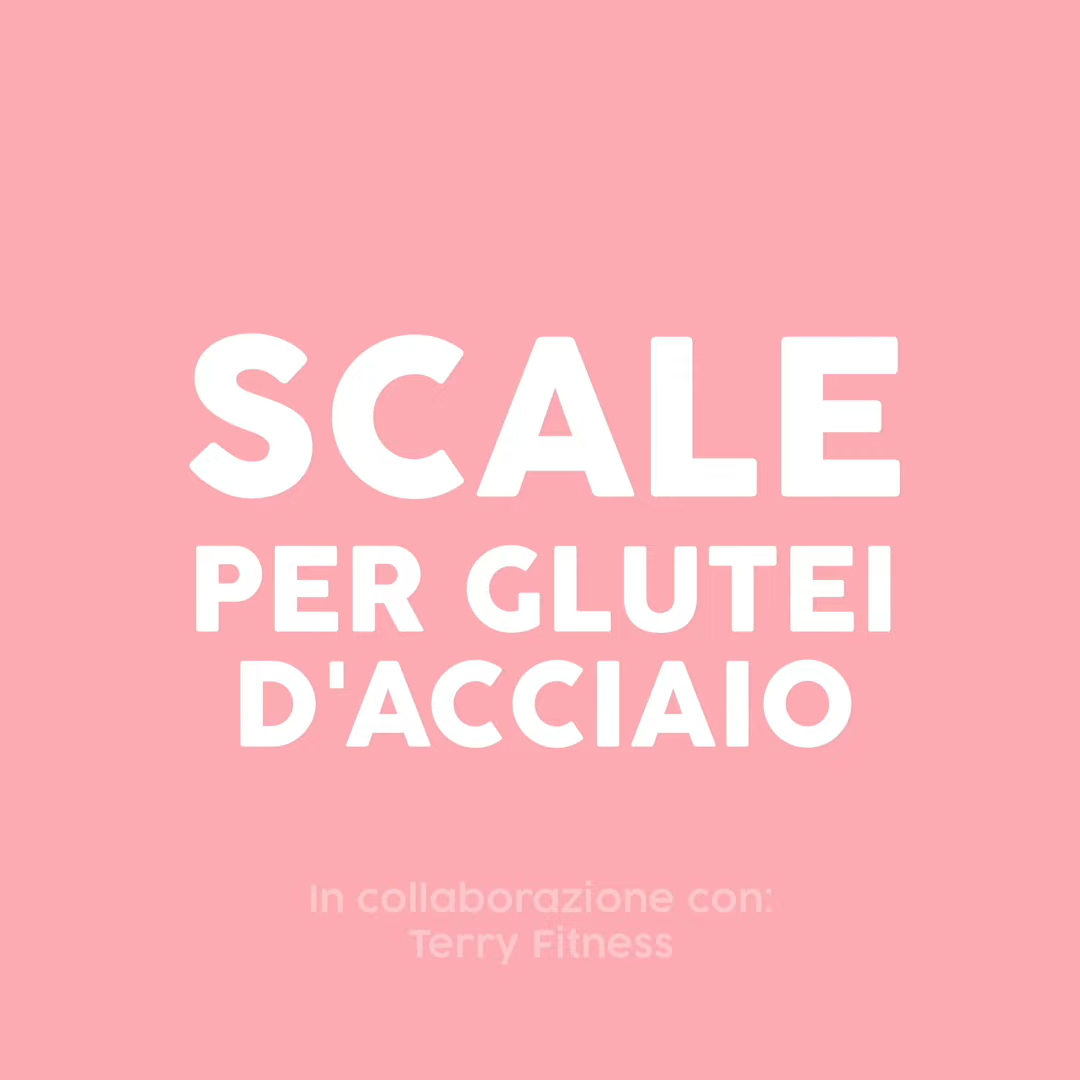 SCALE
PER GLUTEI
D'ACCIAIO
In collaborazione con:
Terry Fitness